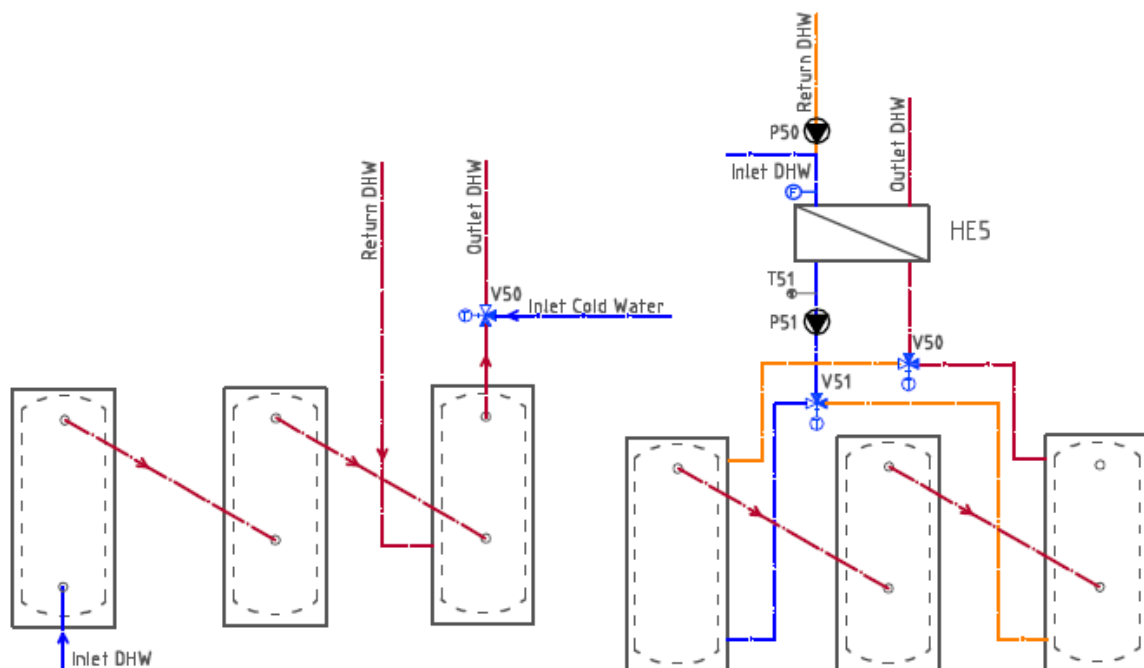 Return DHW
Outlet DHW
V50
T
Inlet Cold Water
Inlet DHW
Return DHW
P50
Outlet DHW
Inlet DHW
F
HE5
T51
P51
V50
T
V51
T